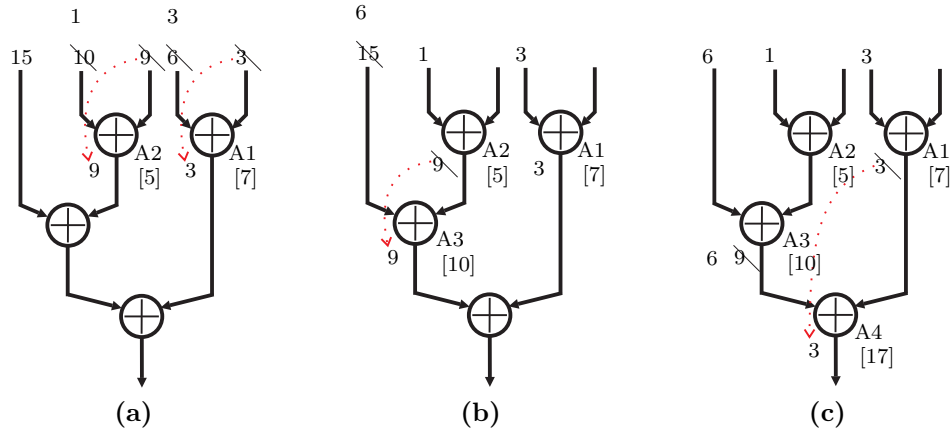 1 3
15 10 9 6 3
A2 A1
9 [5] 3 [7]
(a)
6
15 1 3
A2 A1
9 [5] 3 [7]
A3
9 [10]
(b)
6 1 3
A2 A1
[5] 3 [7]
A3
6 9 [10]
A4
3 [17]
(c)